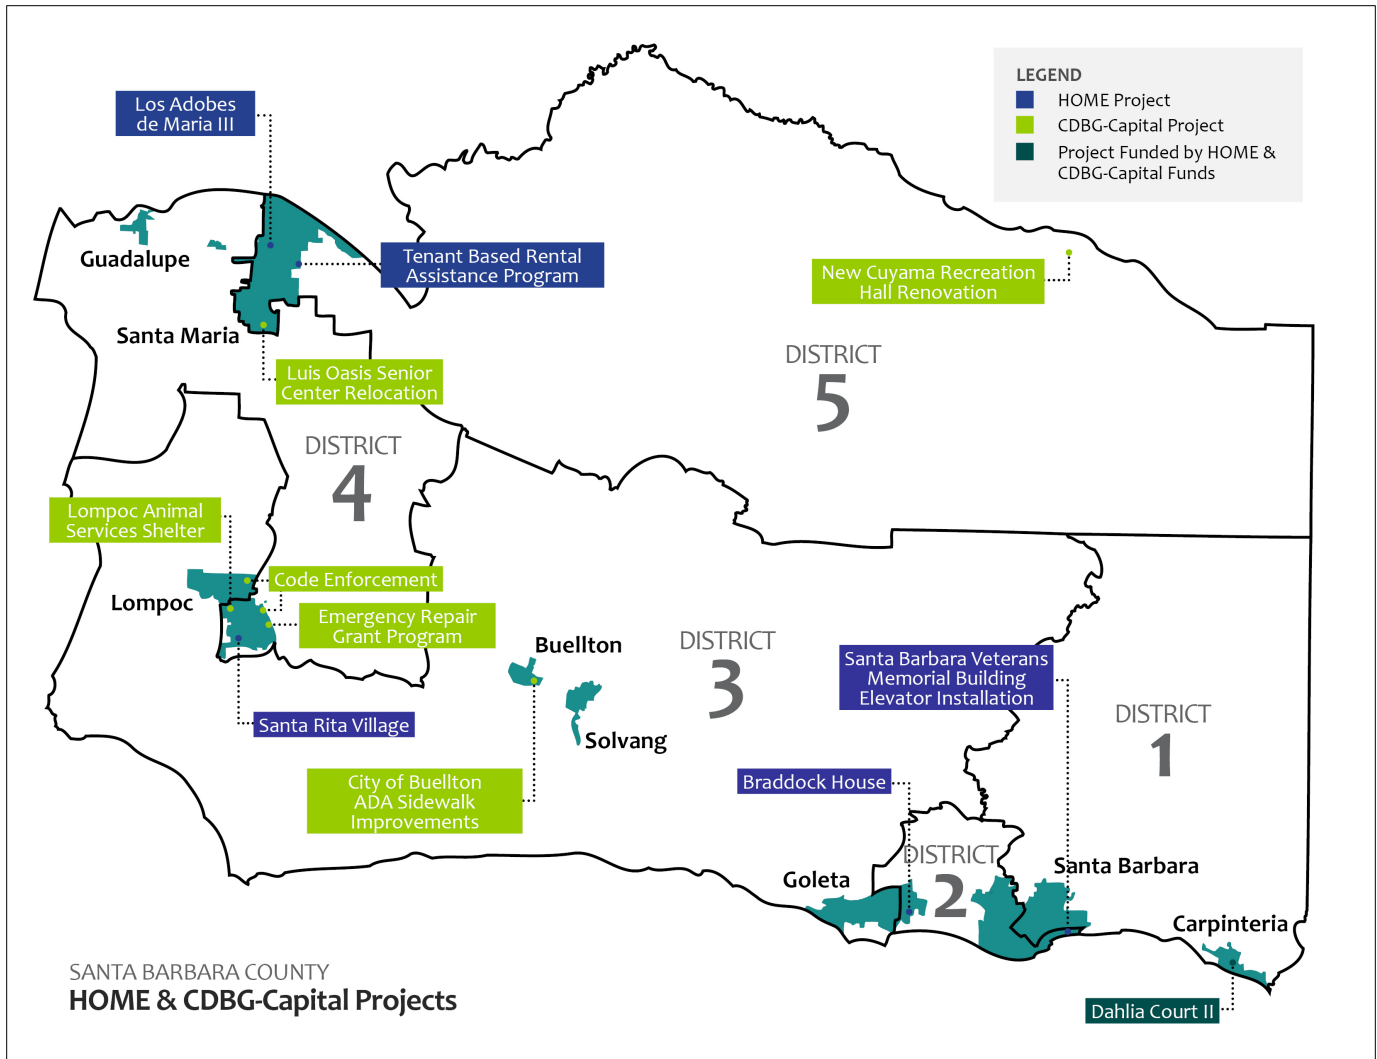 LEGEND
HOME Project
CDBG-Capital Project
Project Funded by HOME &
CDBG-Capital Funds
Los Adobes
de Maria III
Guadalupe
Tenant Based Rental
Assistance Program
New Cuyama Recreation
Hall Renovation
Santa Maria
Luis Oasis Senior
Center Relocation
DISTRICT
5
DISTRICT
4
Lompoc Animal
Services Shelter
Code Enforcement
Lompoc
Emergency Repair
Grant Program
Santa Rita Village
Buellton
Solvang
City of Buellton
ADA Sidewalk
Improvements
DISTRICT
3
Santa Barbara Veterans
Memorial Building
Elevator Installation
DISTRICT
1
Braddock House
DISTRICT
2
Goleta
Santa Barbara
Carpinteria
Dahlia Court II
SANTA BARBARA COUNTY
HOME & CDBG-Capital Projects